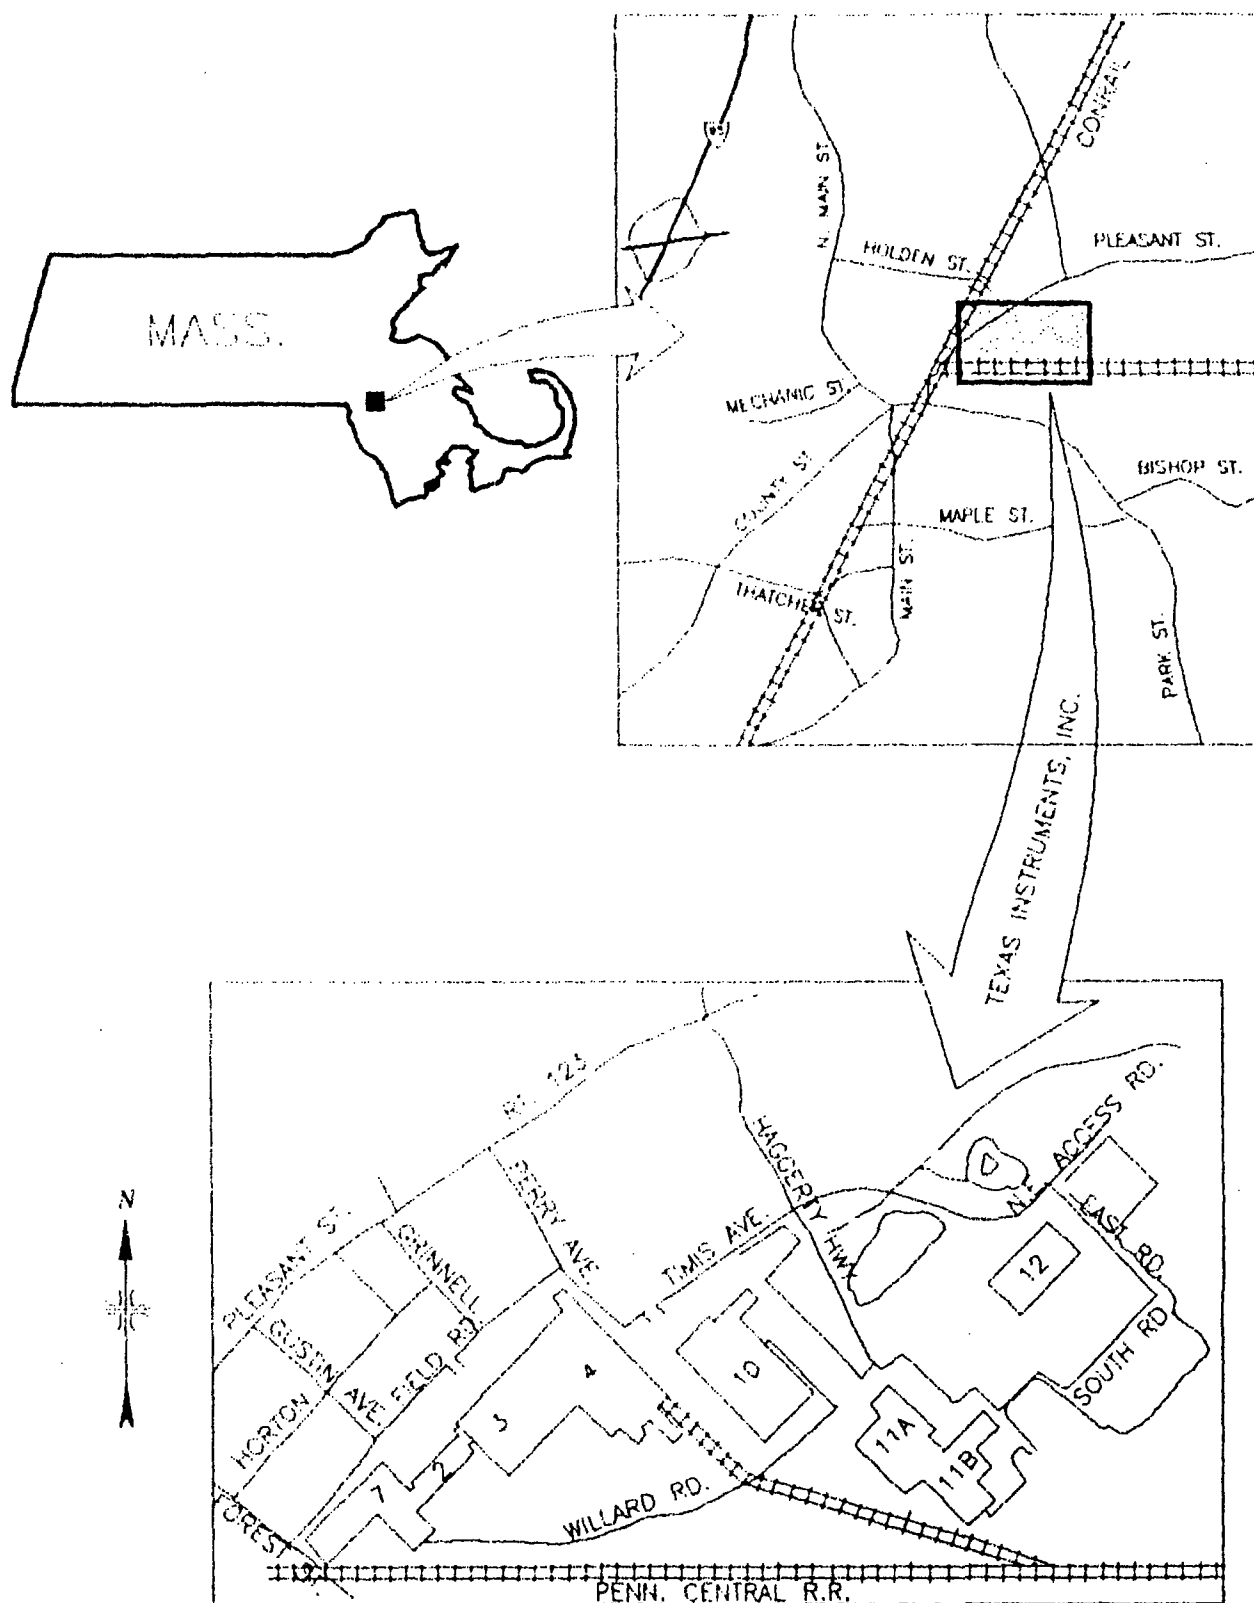 MASS.
95
CONRAIL
N. MAIN ST.
HOLDEN ST.
PLEASANT ST.
MECHANIC ST.
COUNTY ST.
BISHOP ST.
MAPLE ST.
THATCHER ST.
MAIN ST.
PARK ST.
TEXAS INSTRUMENTS, INC.
RT. 123
HAGGERTY HWY.
N.E. ACCESS RD.
PERRY AVE.
N
PLEASANT ST.
GRINNELL
TIMIS AVE.
EAST RD.
12
GUSTIN AVE.
FIELD RD.
4
10
SOUTH RD.
HORTON
3
11A
2
11B
7
WILLARD RD.
FOREST
PENN. CENTRAL R.R.